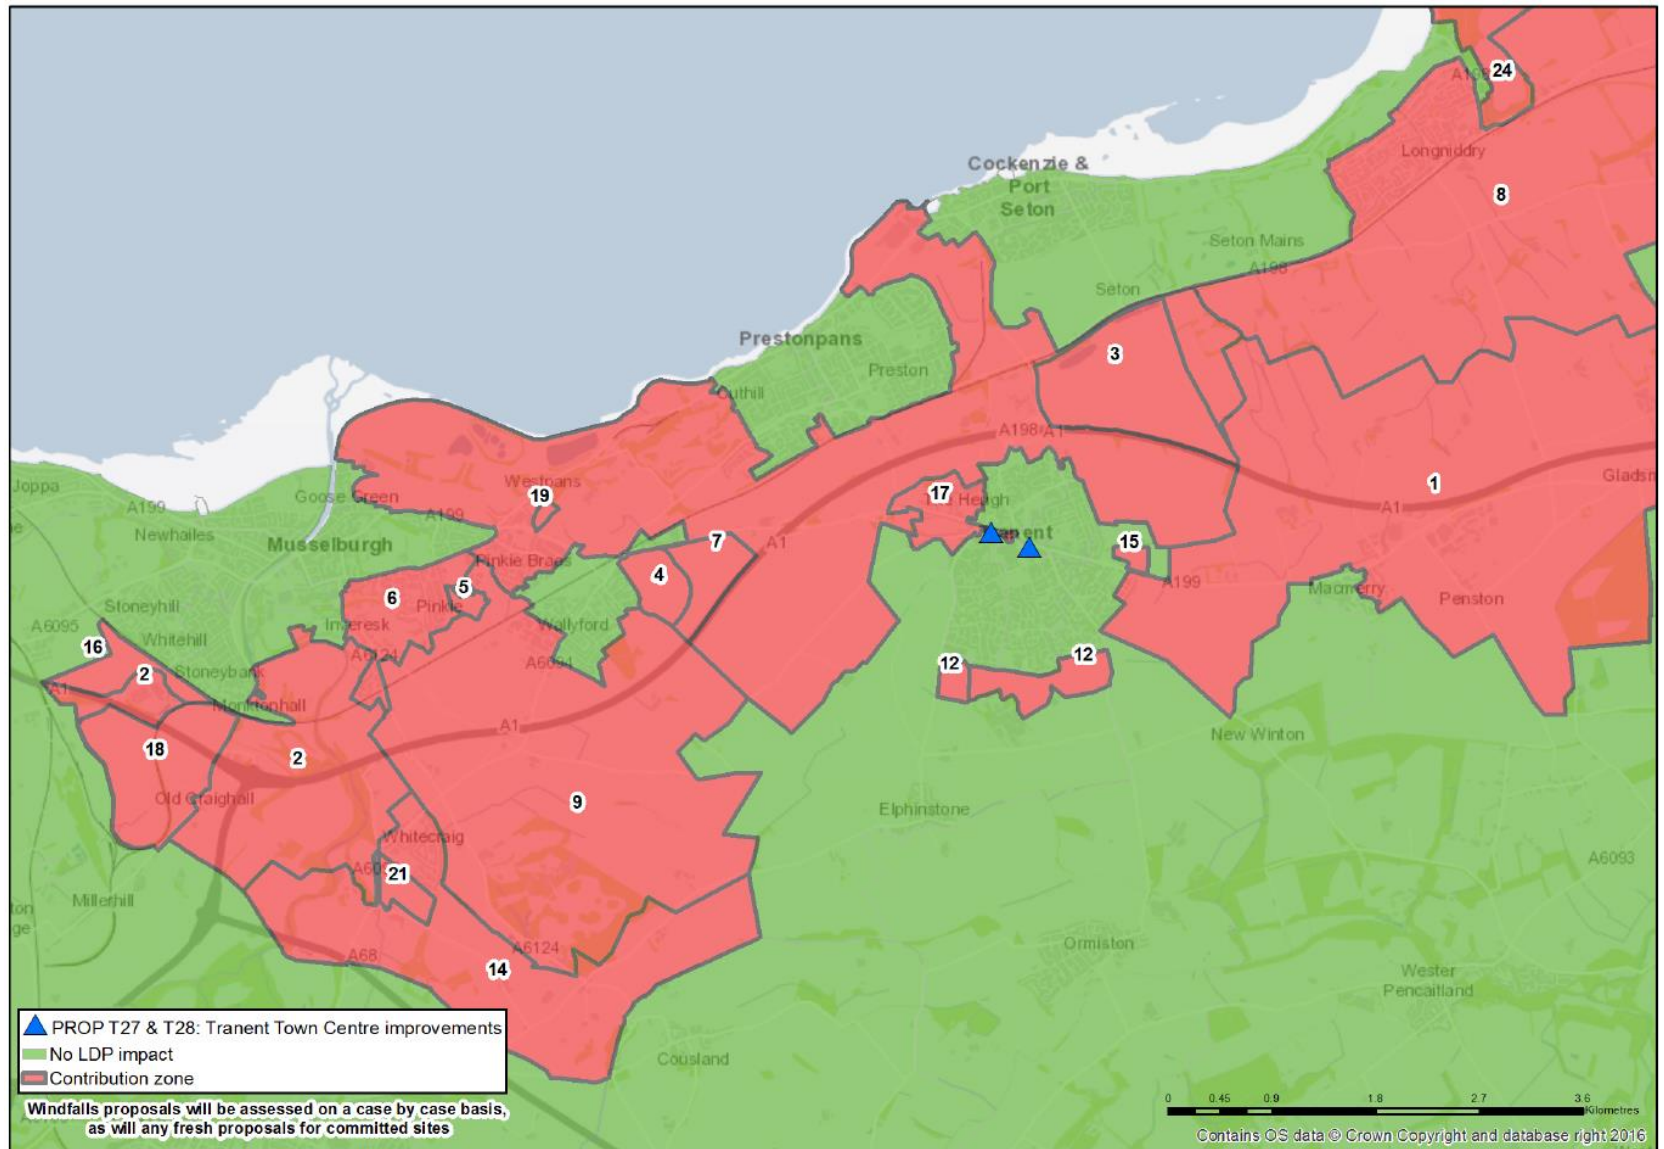 24
A198
Longniddry
Cockenzie &
Port
Seton
8
Seton Mains
A198
Seton
Prestonpans
3
Preston
Cuthill
A198
A1
1
Gladsm
A1
Joppa
Westpans
19
17
The Heugh
Goose Green
A199
A199
Newhailes
Musselburgh
7
A1
Tranent
15
Pinkie Braes
4
5
6
Pinkie
A199
Macmerry
Penston
Stoneyhill
A6095
Whitehill
Inveresk
Wallyford
16
A6124
A6094
12
12
2
Stoneybank
A1
Monktonhall
A1
New Winton
18
2
Old Craighall
9
Elphinstone
Whitecraig
A6093
21
Millerhill
A6124
A68
14
Ormiston
Wester
Pencaitland
Cousland
PROP T27 & T28: Tranent Town Centre improvements
No LDP impact
Contribution zone
Windfalls proposals will be assessed on a case by case basis,
as will any fresh proposals for committed sites
0 0.45 0.9 1.8 2.7 3.6
Kilometres
Contains OS data © Crown Copyright and database right 2016